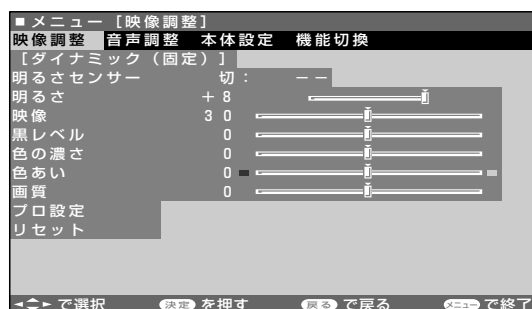 ■メニュー [映像調整]
映像調整 音声調整 本体設定 機能切換
[ダイナミック(固定)]
明るさセンサー 切: −−
明るさ +8
映像 30
黒レベル 0
色の濃さ 0
色あい 0
画質 0
プロ設定
リセット
で選択 決定 を押す 戻る で戻る メニュー で終了